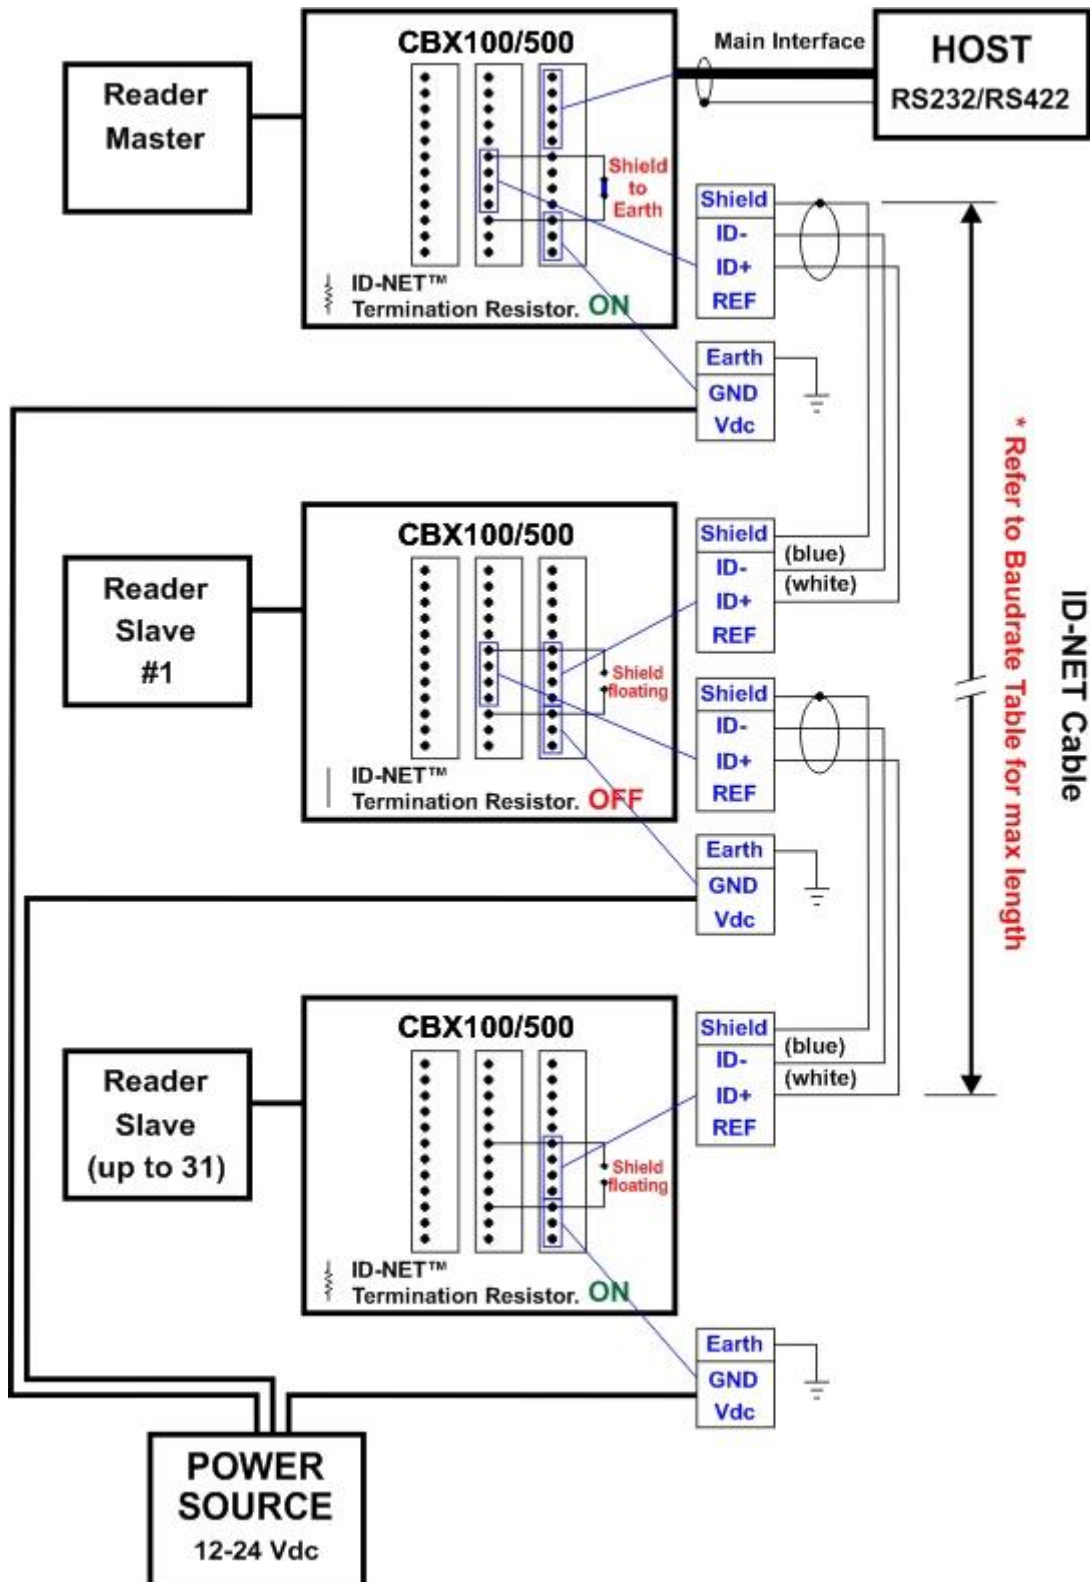 CBX100/500
Main Interface
HOST
RS232/RS422
Reader
Master
Shield
to
Earth
ID-NET™
Termination Resistor. ON
Shield
ID-
ID+
REF
Earth
GND
Vdc
CBX100/500
Reader
Slave
#1
Shield
floating
ID-NET™
Termination Resistor. OFF
Shield
(blue)
ID-
(white)
ID+
REF
Shield
ID-
ID+
REF
Earth
GND
Vdc
ID-NET Cable
* Refer to Baudrate Table for max length
CBX100/500
Reader
Slave
(up to 31)
Shield
floating
ID-NET™
Termination Resistor. ON
Shield
(blue)
ID-
(white)
ID+
REF
Earth
GND
Vdc
POWER
SOURCE
12-24 Vdc